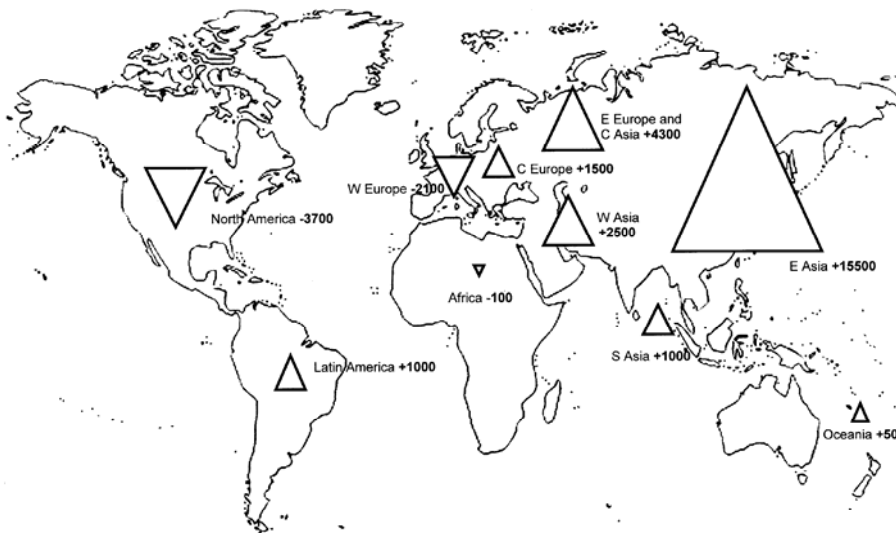 E Europe and
C Asia +4300
C Europe +1500
W Europe -2100
North America -3700
W Asia
+2500
E Asia +15500
Africa -100
S Asia +1000
Latin America +1000
Oceania +50